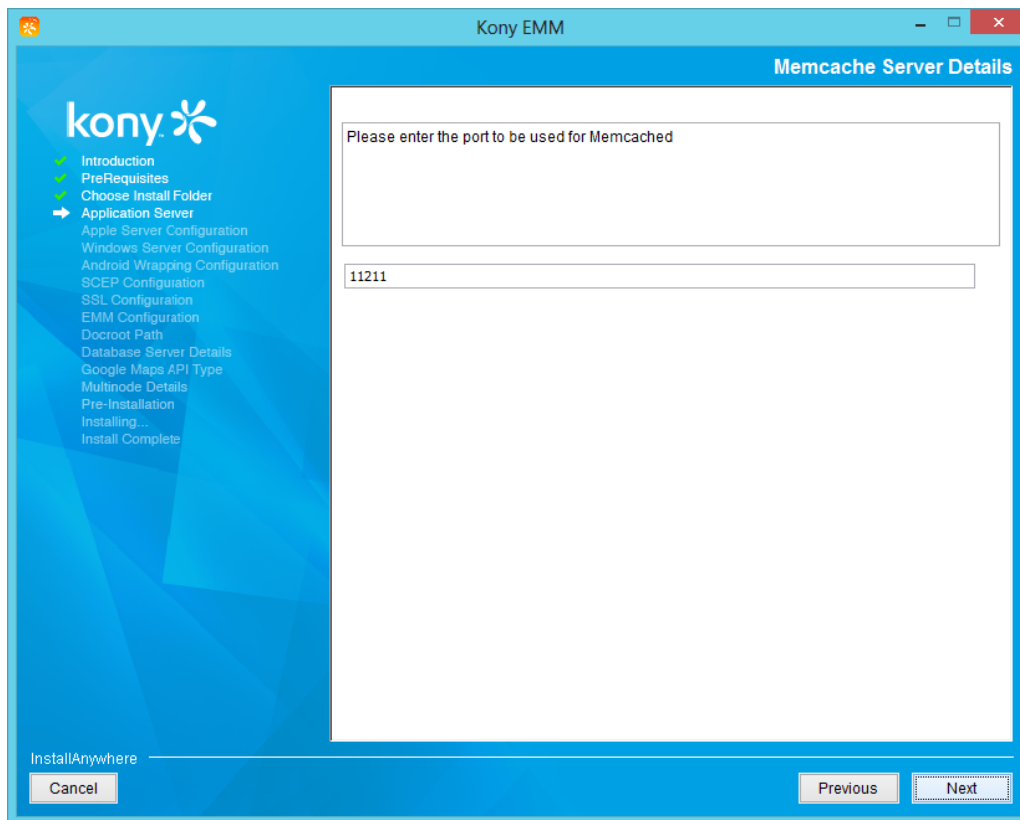 Kony EMM
Memcache Server Details
kony
Introduction
PreRequisites
Choose Install Folder
Application Server
Apple Server Configuration
Windows Server Configuration
Android Wrapping Configuration
SCEP Configuration
SSL Configuration
EMM Configuration
Docroot Path
Database Server Details
Google Maps API Type
Multinode Details
Pre-Installation
Installing...
Install Complete
Please enter the port to be used for Memcached
11211
InstallAnywhere
Cancel
Previous
Next